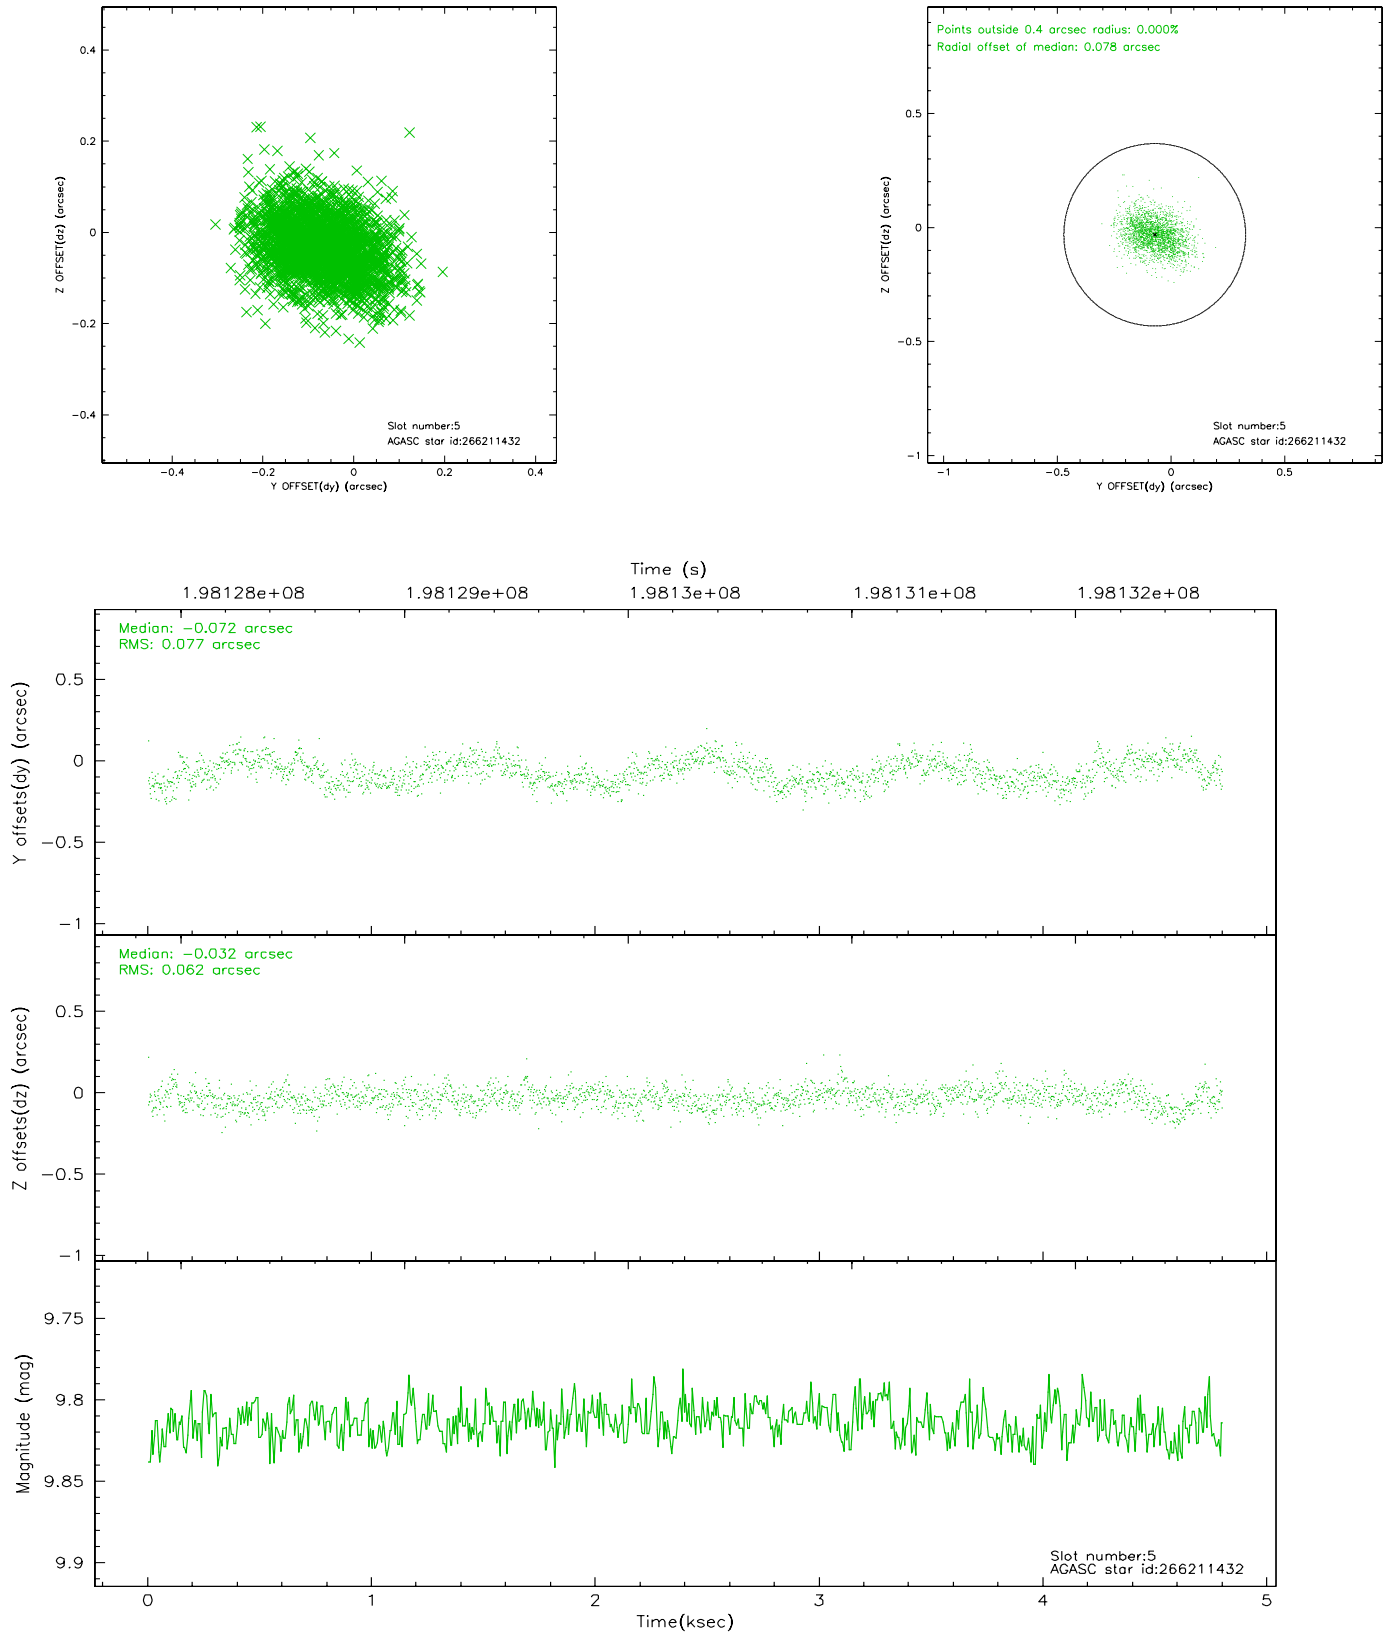 0.4
0.2
0
-0.2
-0.4
Z OFFSET(dz) (arcsec)
Slot number:5
AGASC star id:266211432
-0.4 -0.2 0 0.2 0.4
Y OFFSET(dy) (arcsec)
Points outside 0.4 arcsec radius: 0.000%
Radial offset of median: 0.078 arcsec
0.5
0
-0.5
-1
Z OFFSET(dz) (arcsec)
Slot number:5
AGASC star id:266211432
-1 -0.5 0 0.5
Y OFFSET(dy) (arcsec)
Time (s)
1.98128e+08 1.98129e+08 1.9813e+08 1.98131e+08 1.98132e+08
Median: -0.072 arcsec
RMS: 0.077 arcsec
0.5
0
-0.5
-1
Y offsets(dy) (arcsec)
Median: -0.032 arcsec
RMS: 0.062 arcsec
0.5
0
-0.5
-1
Z offsets(dz) (arcsec)
9.75
9.8
9.85
9.9
Magnitude (mag)
Slot number:5
AGASC star id:266211432
0 1 2 3 4 5
Time(ksec)